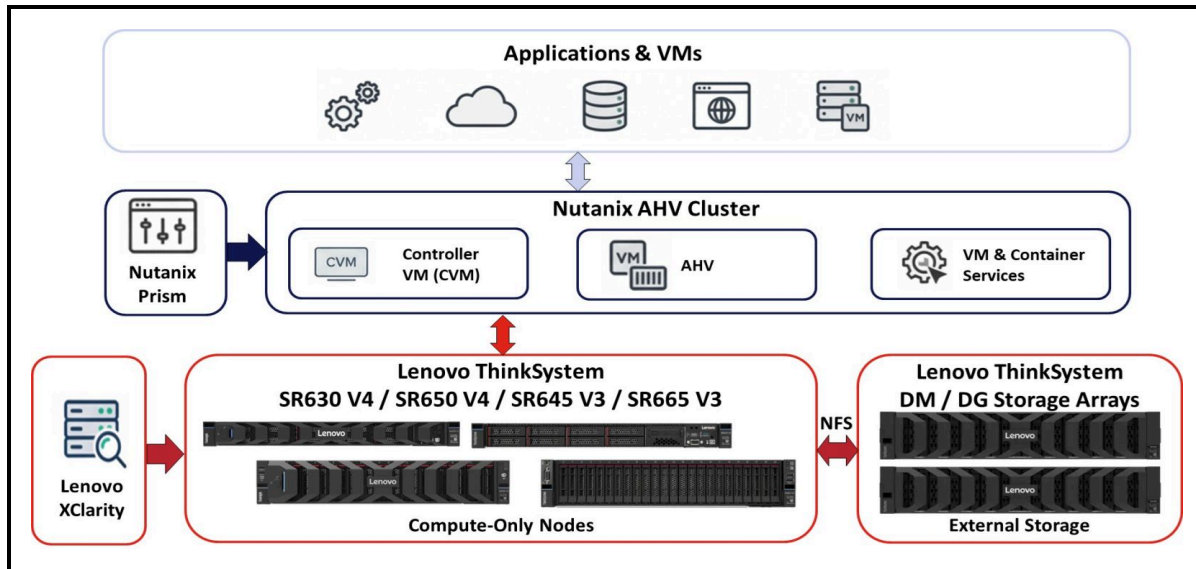 Applications & VMs
VM
Nutanix AHV Cluster
Nutanix
Prism
CVM
Controller
VM (CVM)
VM
AHV
VM & Container
Services
Lenovo ThinkSystem
SR630 V4 / SR650 V4 / SR645 V3 / SR665 V3
Lenovo
Lenovo
Lenovo
Compute-Only Nodes
Lenovo
XClarity
NFS
Lenovo ThinkSystem
DM / DG Storage Arrays
Lenovo
Lenovo
External Storage